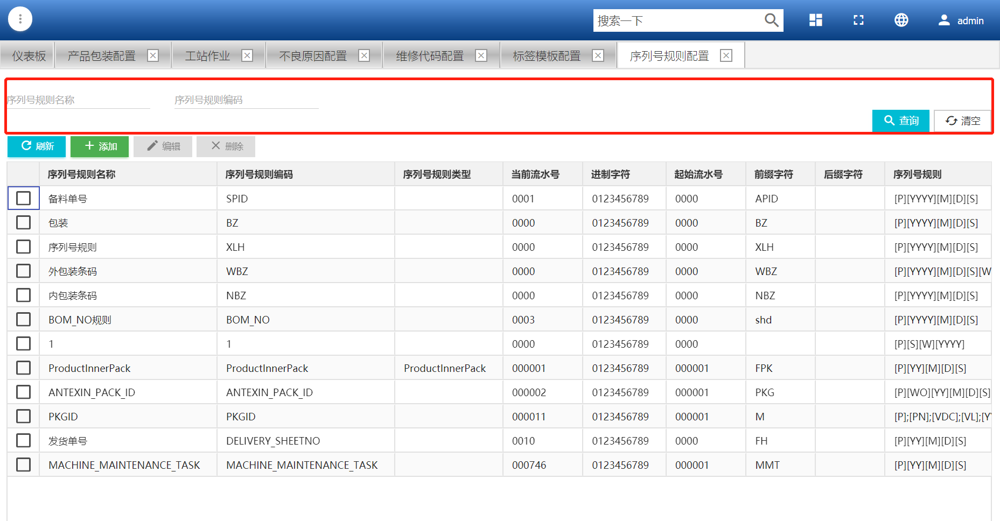 搜索一下 admin
仪表板 产品包装配置 工站作业 不良原因配置 维修代码配置 标签模板配置 序列号规则配置
序列号规则名称 序列号规则编码
查询 清空
刷新 添加 编辑 删除
序列号规则名称 序列号规则编码 序列号规则类型 当前流水号 进制字符 起始流水号 前缀字符 后缀字符 序列号规则
备料单号 SPID 0001 0123456789 0000 APID [P][YYYY][M][D][S]
包装 BZ 0000 0123456789 0000 BZ [P][YYYY][M][D][S]
序列号规则 XLH 0000 0123456789 0000 XLH [P][YYYY][M][D][S]
外包装条码 WBZ 0000 0123456789 0000 WBZ [P][YYYY][M][D][S][W
内包装条码 NBZ 0000 0123456789 0000 NBZ [P][YYYY][M][D][S]
BOM_NO规则 BOM_NO 0003 0123456789 0000 shd [P][YYYY][M][D][S]
1 1 0000 0123456789 0000 [P][S][W][YYYY]
ProductInnerPack ProductInnerPack ProductInnerPack 000001 0123456789 000001 FPK [P][YY][M][D][S]
ANTEXIN_PACK_ID ANTEXIN_PACK_ID 000002 0123456789 000001 PKG [P][WO][YY][M][D][S]
PKGID PKGID 000011 0123456789 000001 M [P];[PN];[VDC];[VL];[YY
发货单号 DELIVERY_SHEETNO 0010 0123456789 0000 FH [P][YY][M][D][S]
MACHINE_MAINTENANCE_TASK MACHINE_MAINTENANCE_TASK 000746 0123456789 000001 MMT [P][YY][M][D][S]